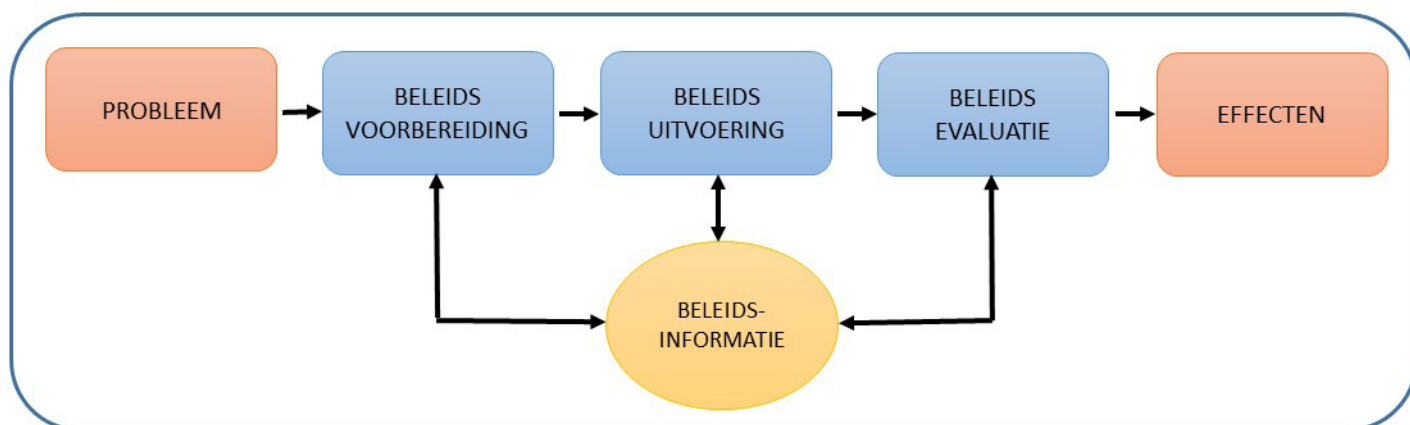 PROBLEEM
BELEIDS
VOORBEREIDING
BELEIDS
UITVOERING
BELEIDS
EVALUATIE
EFFECTEN
BELEIDS-
INFORMATIE